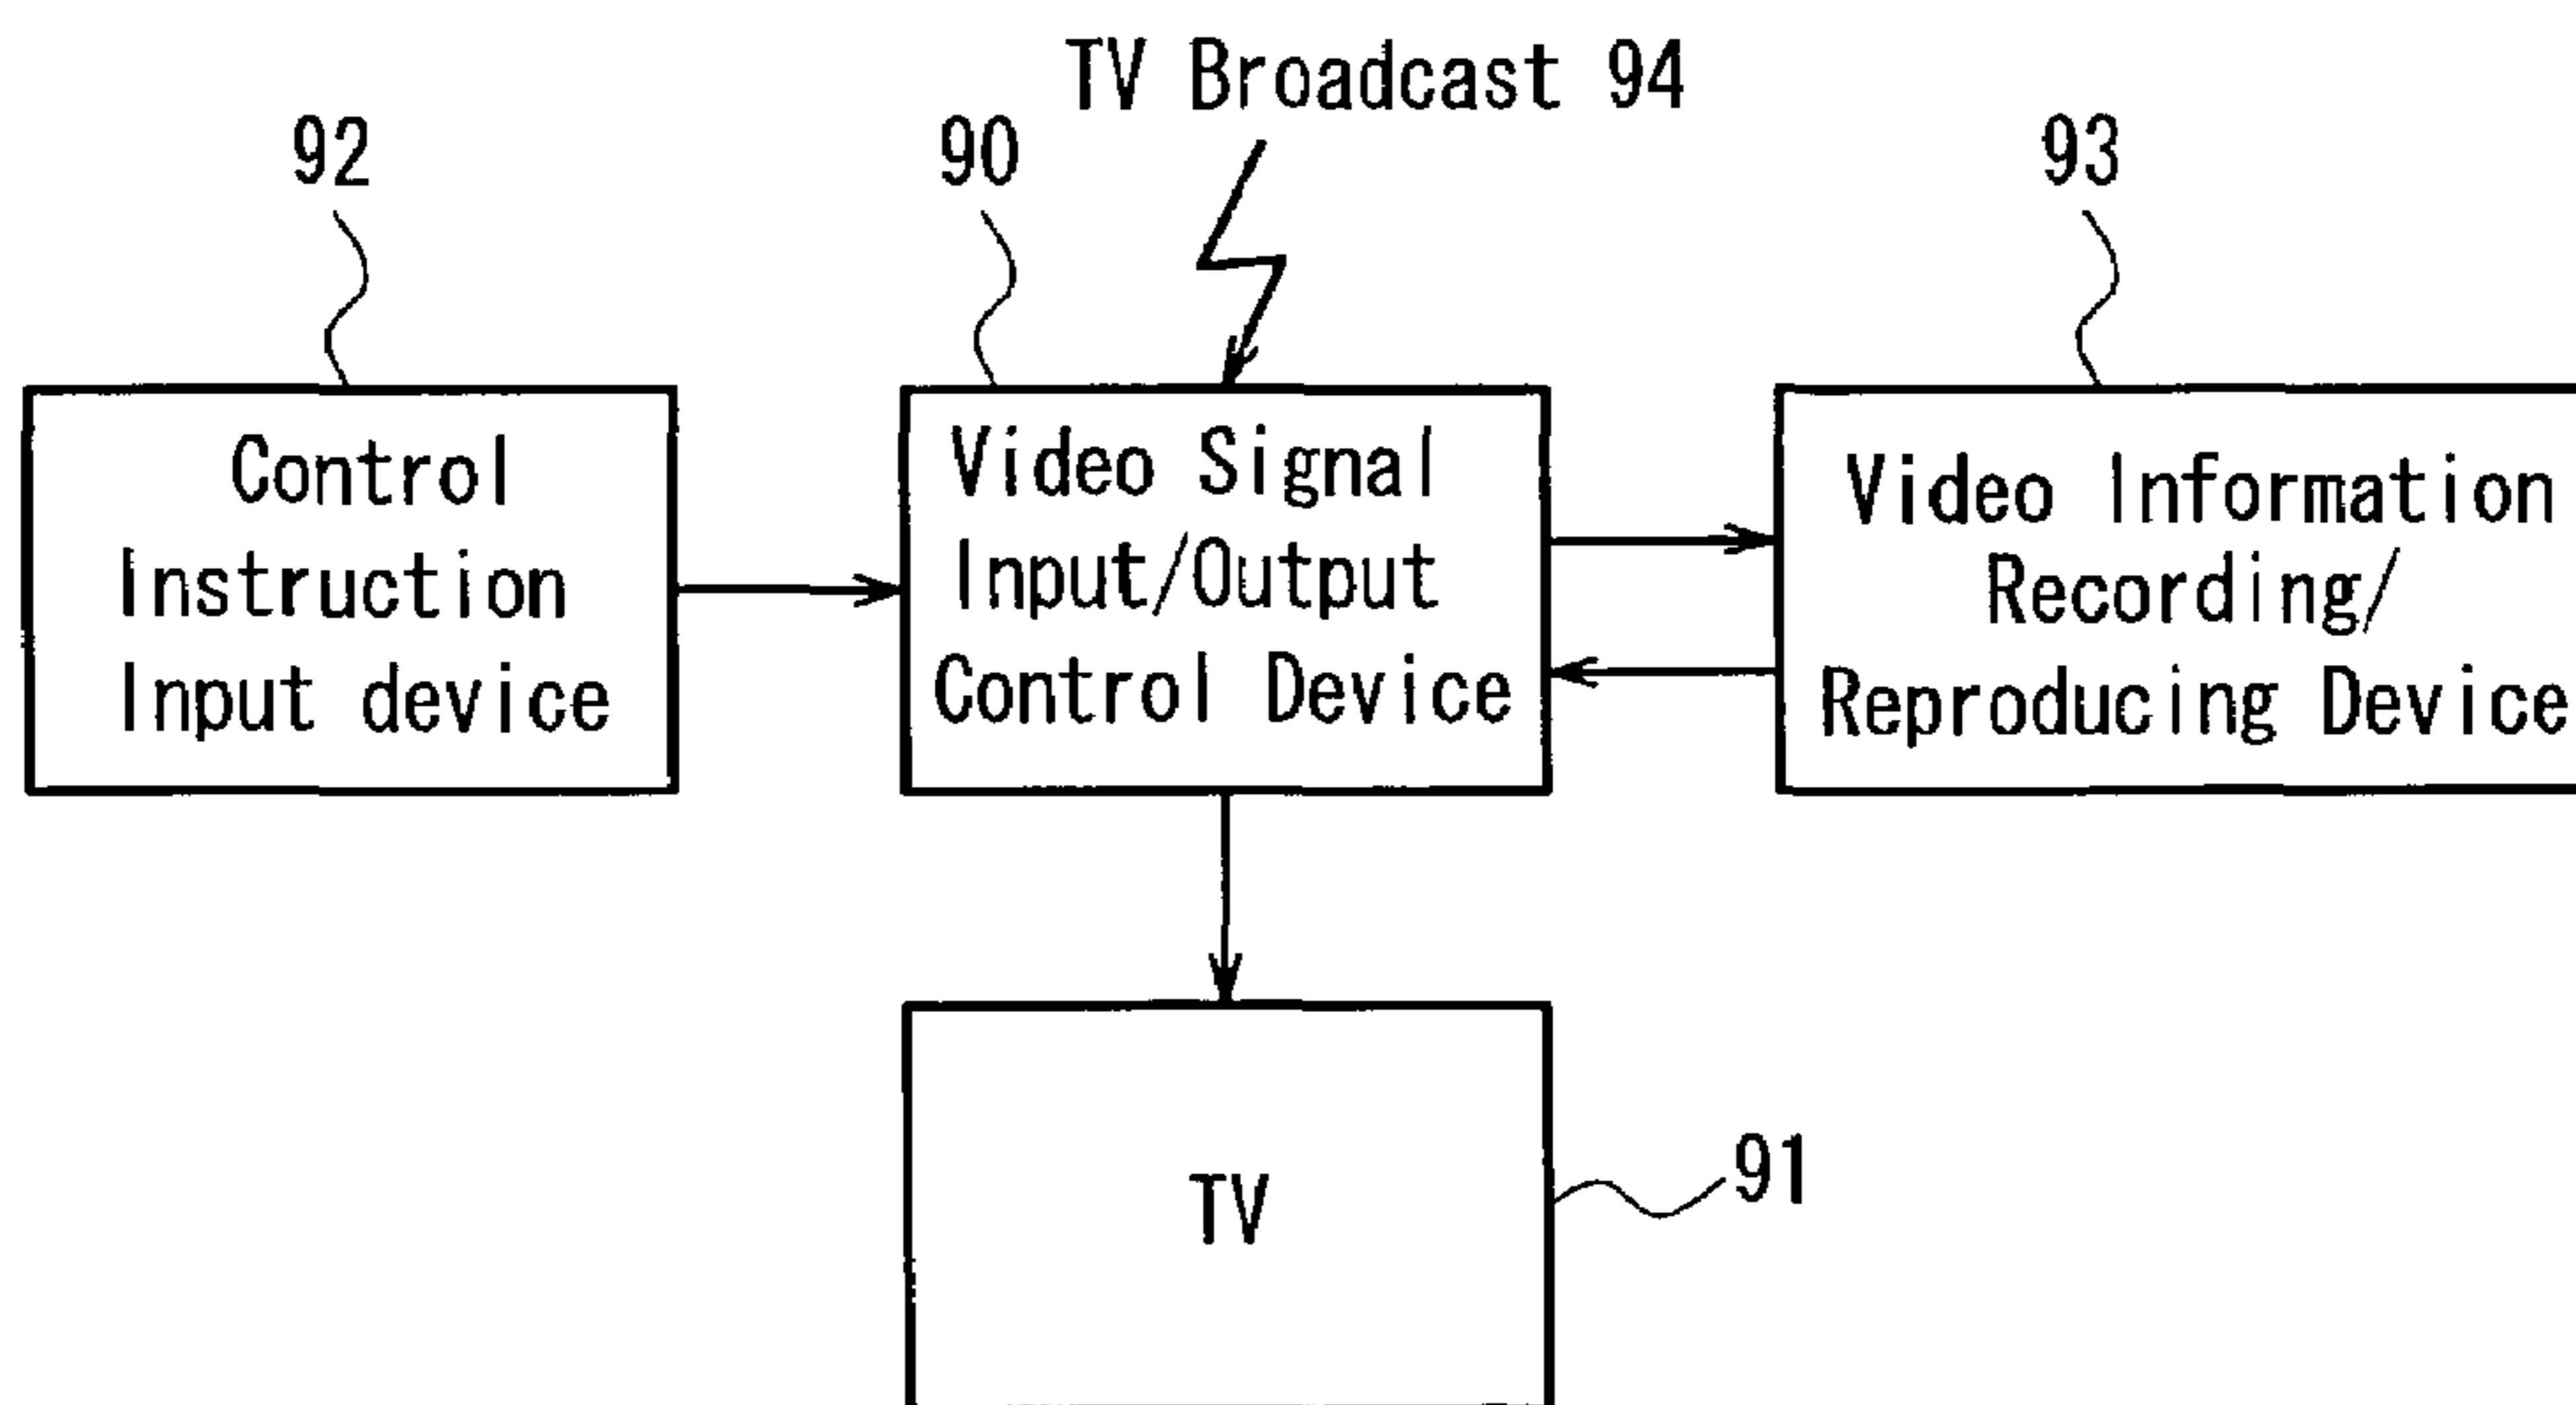 TV Broadcast 94
92
90
93
Control
Instruction
Input device
Video Signal
Input/Output
Control Device
Video Information
Recording/
Reproducing Device
TV
91